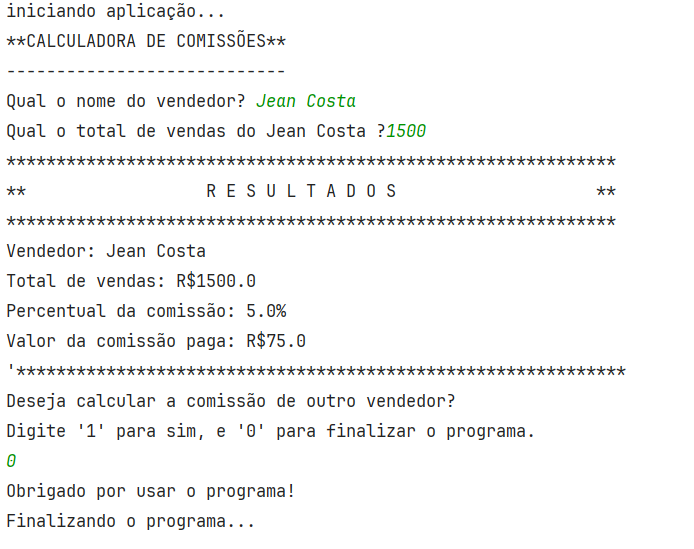 iniciando aplicação...
**CALCULADORA DE COMISSÕES**
----------------------------
Qual o nome do vendedor? Jean Costa
Qual o total de vendas do Jean Costa ?1500
*************************************************************
**                  R E S U L T A D O S                    **
*************************************************************
Vendedor: Jean Costa
Total de vendas: R$1500.0
Percentual da comissão: 5.0%
Valor da comissão paga: R$75.0
'*************************************************************
Deseja calcular a comissão de outro vendedor?
Digite '1' para sim, e '0' para finalizar o programa.
0
Obrigado por usar o programa!
Finalizando o programa...